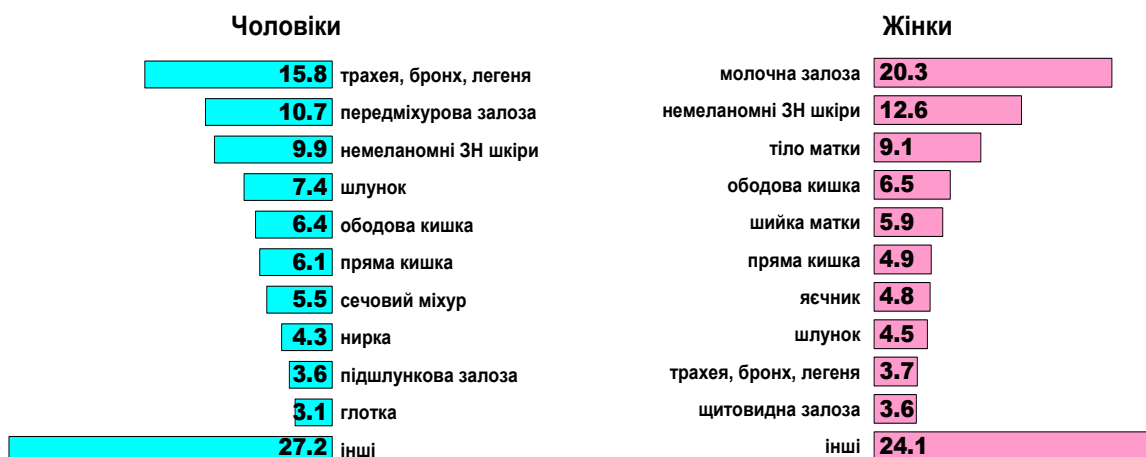 Чоловіки
15.8 трахея, бронх, легеня
10.7 передміхурова залоза
9.9 немеланомні ЗН шкіри
7.4 шлунок
6.4 ободова кишка
6.1 пряма кишка
5.5 сечовий міхур
4.3 нирка
3.6 підшлункова залоза
3.1 глотка
27.2 інші
Жінки
молочна залоза 20.3
немеланомні ЗН шкіри 12.6
тіло матки 9.1
ободова кишка 6.5
шийка матки 5.9
пряма кишка 4.9
яєчник 4.8
шлунок 4.5
трахея, бронх, легеня 3.7
щитовидна залоза 3.6
інші 24.1